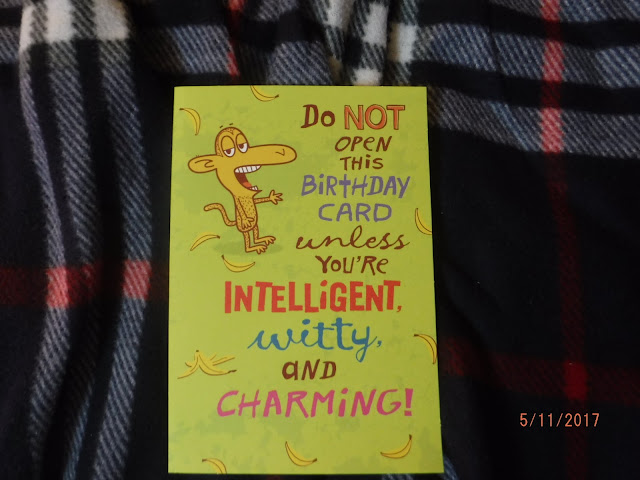 Do NOT
OPEN
THIS
BiRTHDAY
CARD
unless
YOU'RE
INTELLiGENT,
witty,
AND
CHARMiNG!
5/11/2017